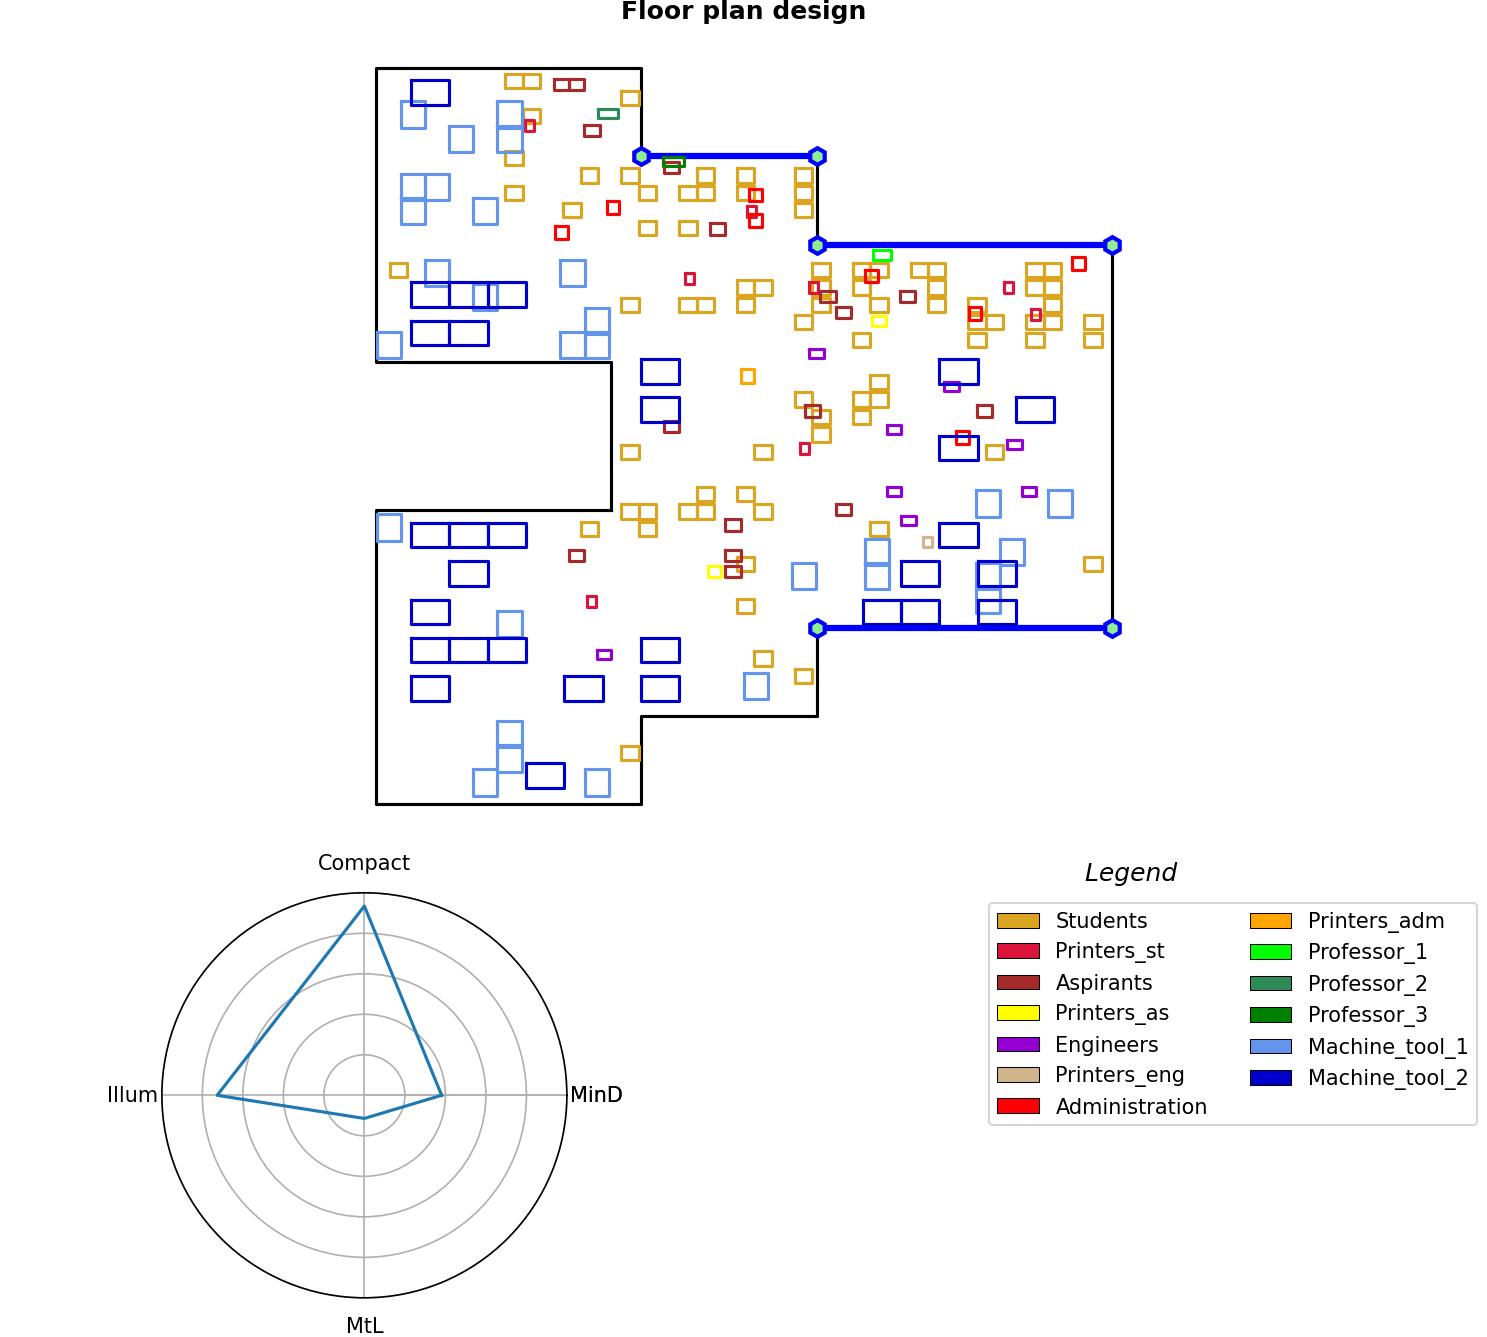 Floor plan design
Compact
Illum
MinD
MtL
Legend
Students
Printers_st
Aspirants
Printers_as
Engineers
Printers_eng
Administration
Printers_adm
Professor_1
Professor_2
Professor_3
Machine_tool_1
Machine_tool_2